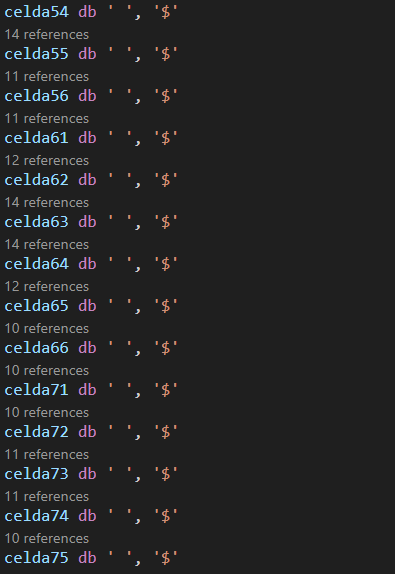 celda54 db ' ', '$'
14 references
celda55 db ' ', '$'
11 references
celda56 db ' ', '$'
11 references
celda61 db ' ', '$'
12 references
celda62 db ' ', '$'
14 references
celda63 db ' ', '$'
14 references
celda64 db ' ', '$'
12 references
celda65 db ' ', '$'
10 references
celda66 db ' ', '$'
10 references
celda71 db ' ', '$'
10 references
celda72 db ' ', '$'
11 references
celda73 db ' ', '$'
11 references
celda74 db ' ', '$'
10 references
celda75 db ' ', '$'